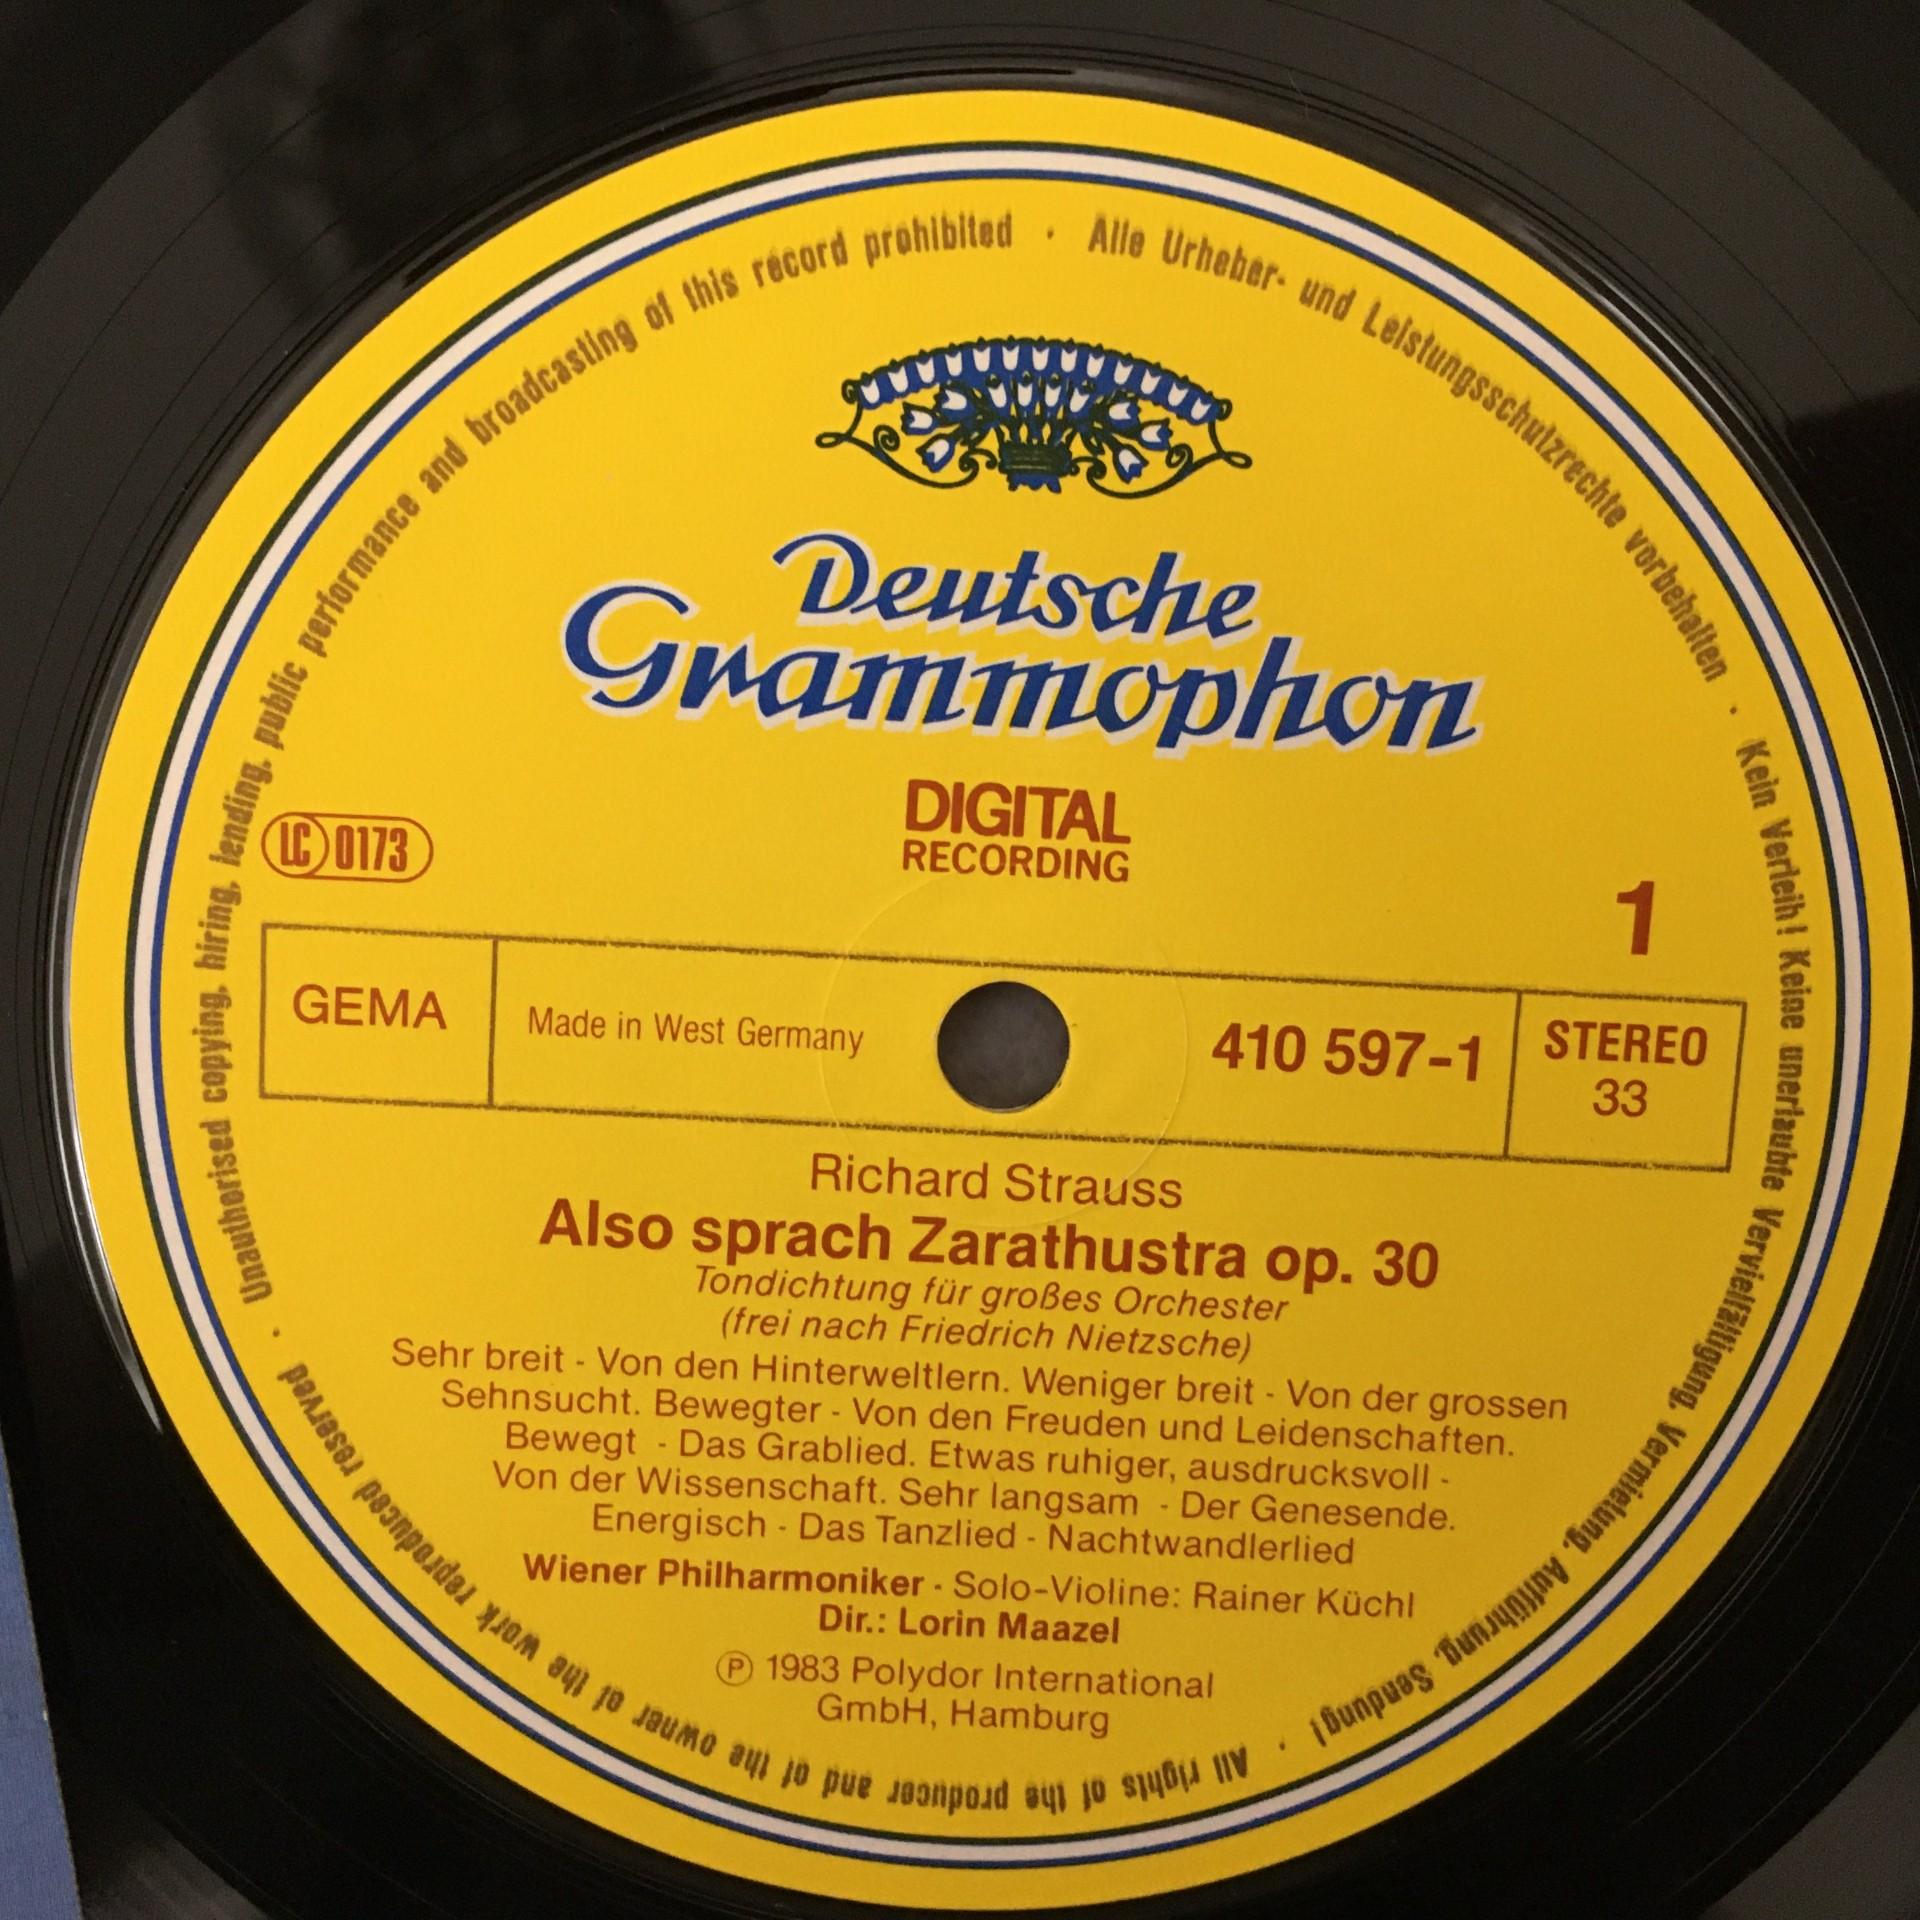 Deutsche
Grammophon
DIGITAL
RECORDING
LC 0173
1
GEMA
Made in West Germany
410 597-1
STEREO
33
Richard Strauss
Also sprach Zarathustra op. 30
Tondichtung für großes Orchester
(frei nach Friedrich Nietzsche)
Sehr breit - Von den Hinterweltlern. Weniger breit - Von der grossen
Sehnsucht. Bewegter - Von den Freuden und Leidenschaften.
Bewegt - Das Grablied. Etwas ruhiger, ausdrucksvoll -
Von der Wissenschaft. Sehr langsam - Der Genesende.
Energisch - Das Tanzlied - Nachtwandlerlied
Wiener Philharmoniker · Solo-Violine: Rainer Küchl
Dir.: Lorin Maazel
℗ 1983 Polydor International
GmbH, Hamburg
Alle Urheber- und Leistungsschutzrechte vorbehalten · Kein Verleih! Keine unerlaubte Vervielfältigung, Vermietung, Aufführung, Sendung! · All rights of the producer and of the owner of the work reproduced reserved · Unauthorised copying, hiring, lending, public performance and broadcasting of this record prohibited ·